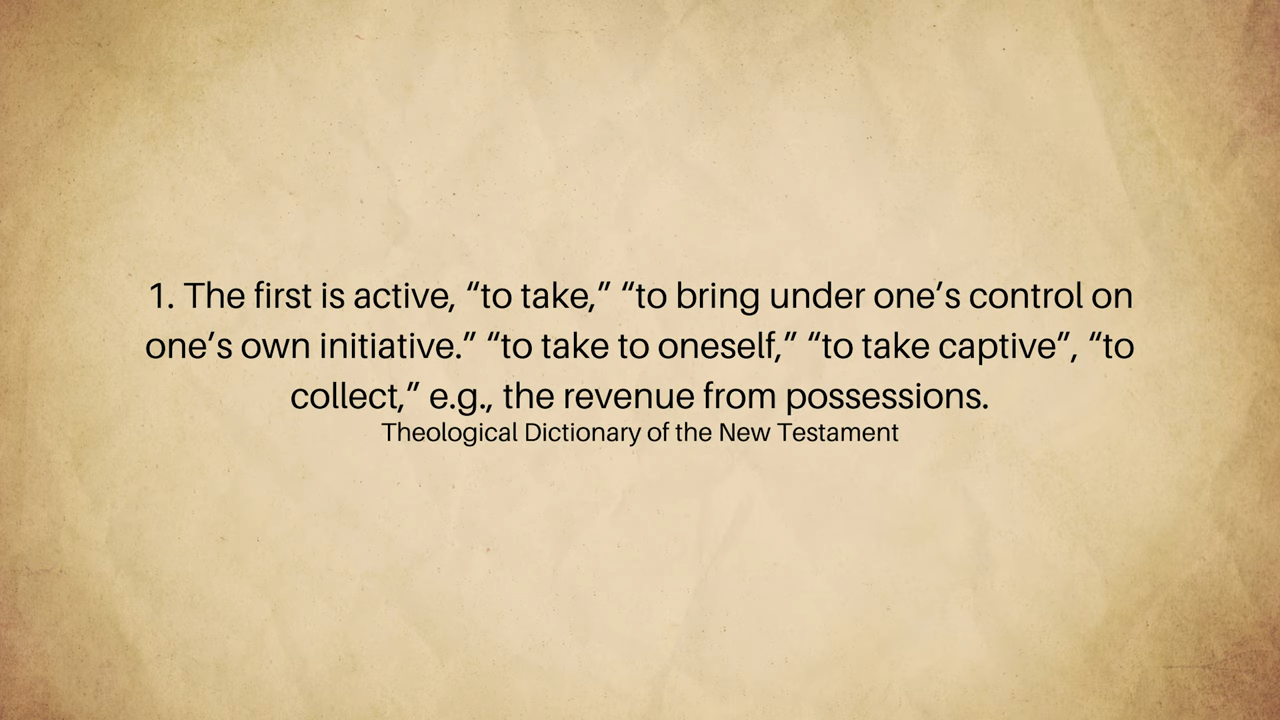 1. The first is active, “to take,” “to bring under one’s control on
one’s own initiative.” “to take to oneself,” “to take captive”, “to
collect,” e.g., the revenue from possessions.
Theological Dictionary of the New Testament